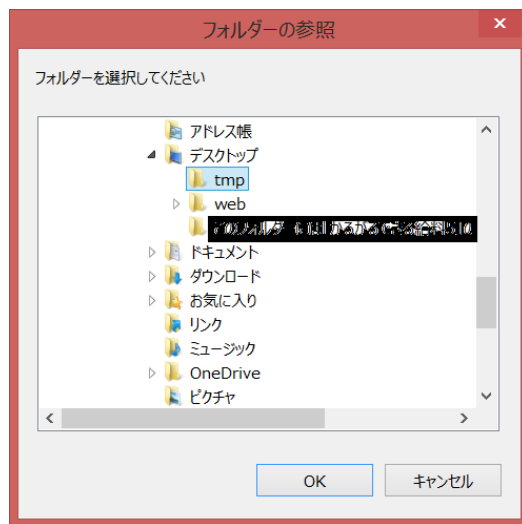 フォルダーの参照
フォルダーを選択してください
アドレス帳
デスクトップ
tmp
web
ドキュメント
ダウンロード
お気に入り
リンク
ミュージック
OneDrive
ピクチャ
OK
キャンセル